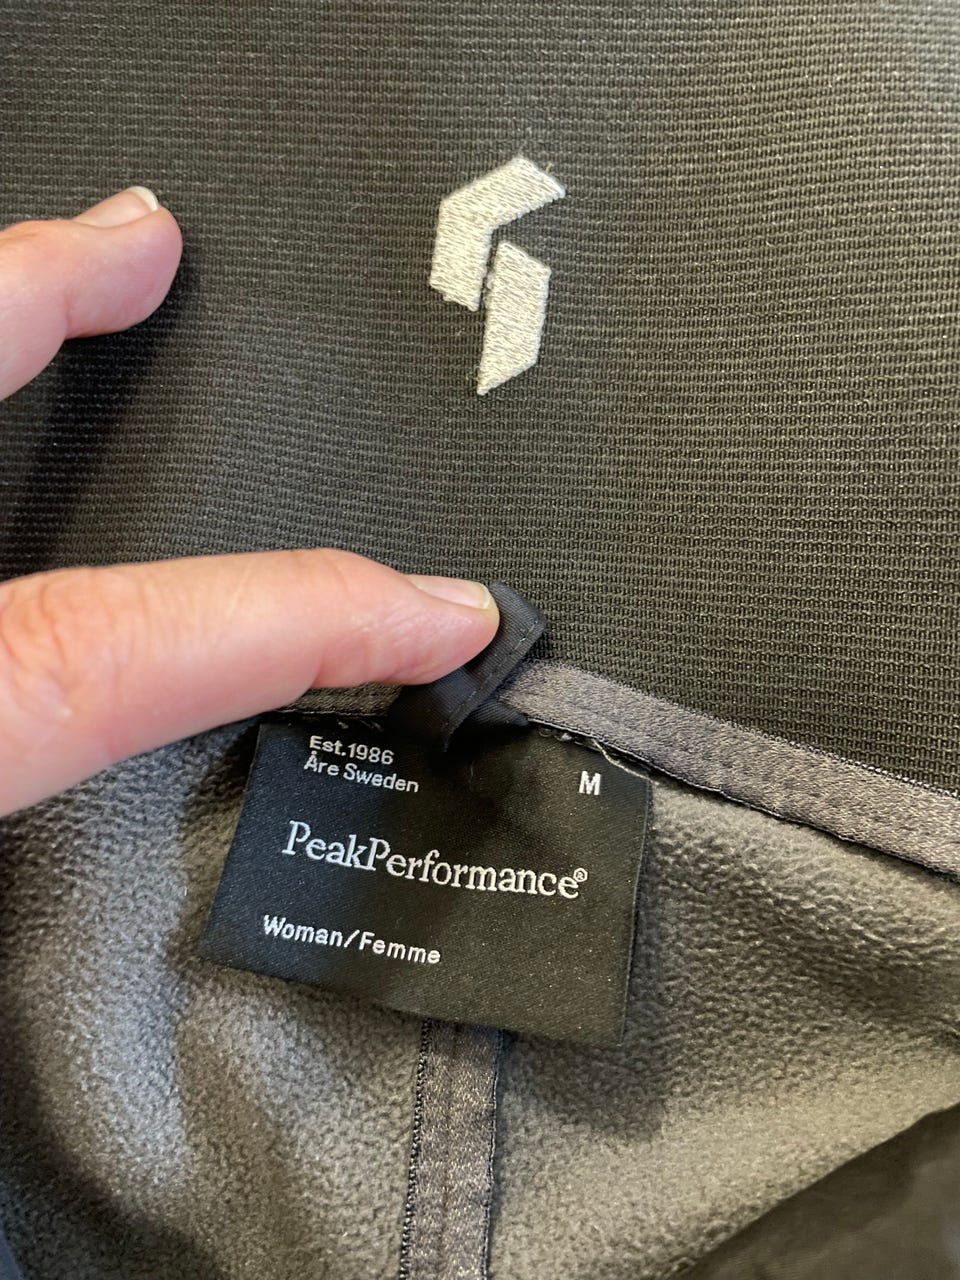 Est.1986
Åre Sweden
M
PeakPerformance®
Woman/Femme